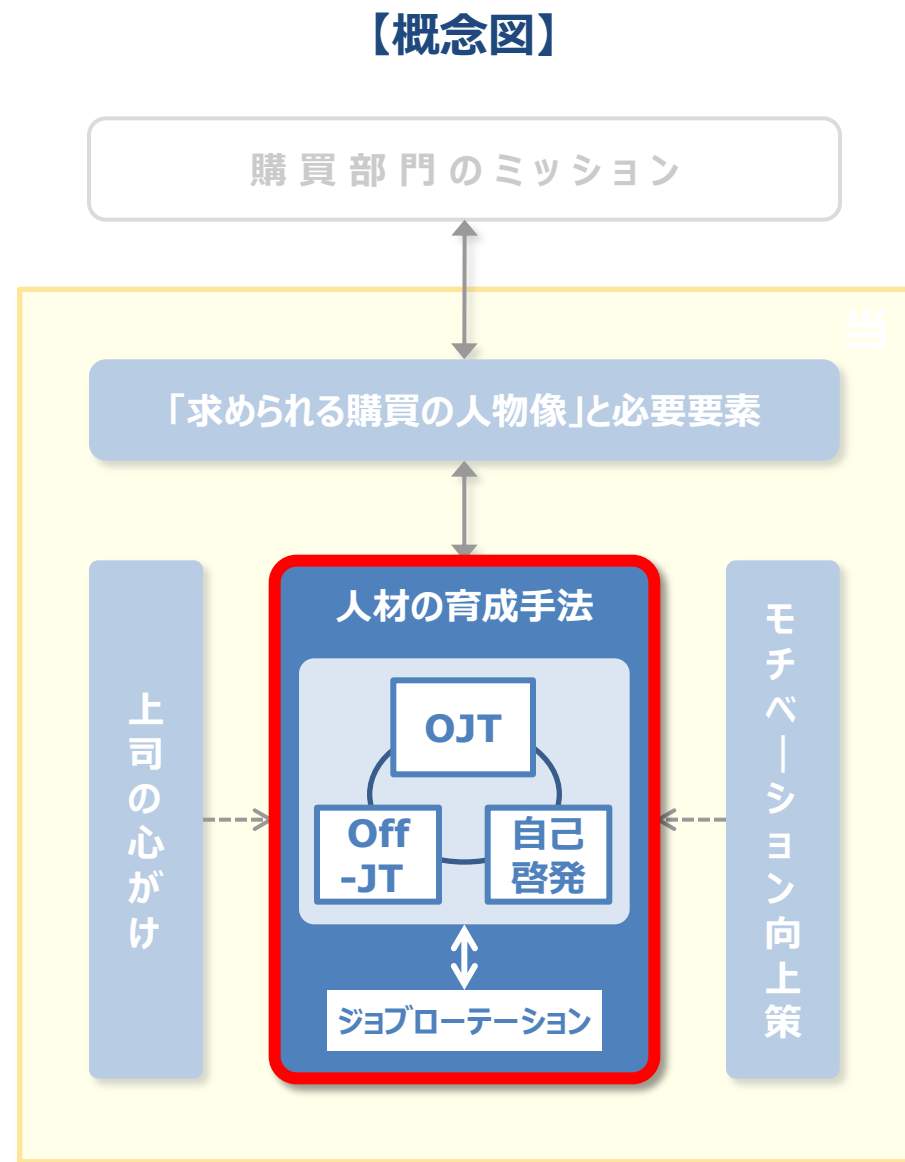 【概念図】
購買部門のミッション
当
「求められる購買の人物像」と必要要素
上司の心がけ
人材の育成手法
OJT
Off
-JT
自己
啓発
ジョブローテーション
モチベーション向上策